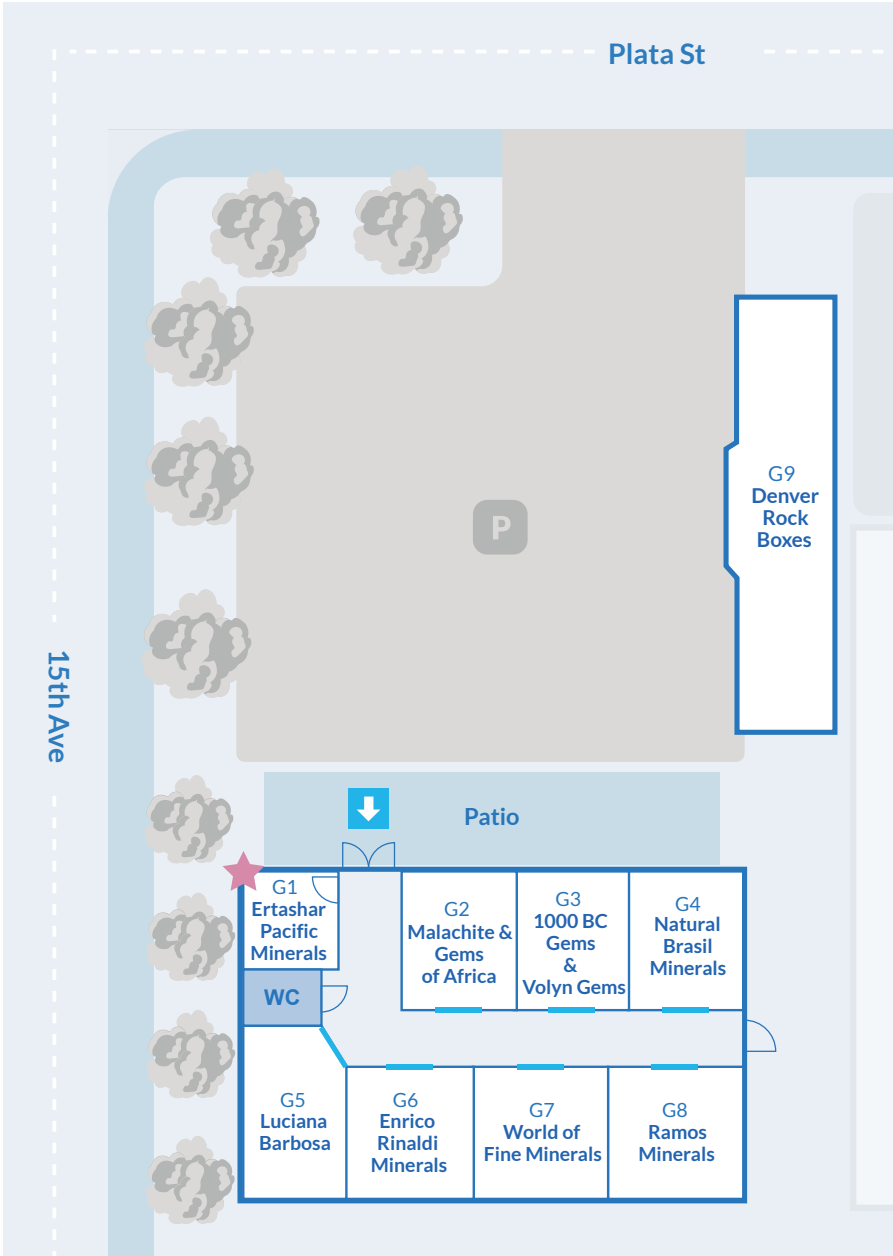 Plata St
15th Ave
G9
Denver
Rock
Boxes
P
Patio
G1
Ertashar
Pacific
Minerals
G2
Malachite &
Gems
of Africa
G3
1000 BC
Gems
&
Volyn Gems
G4
Natural
Brasil
Minerals
WC
G5
Luciana
Barbosa
G6
Enrico
Rinaldi
Minerals
G7
World of
Fine Minerals
G8
Ramos
Minerals